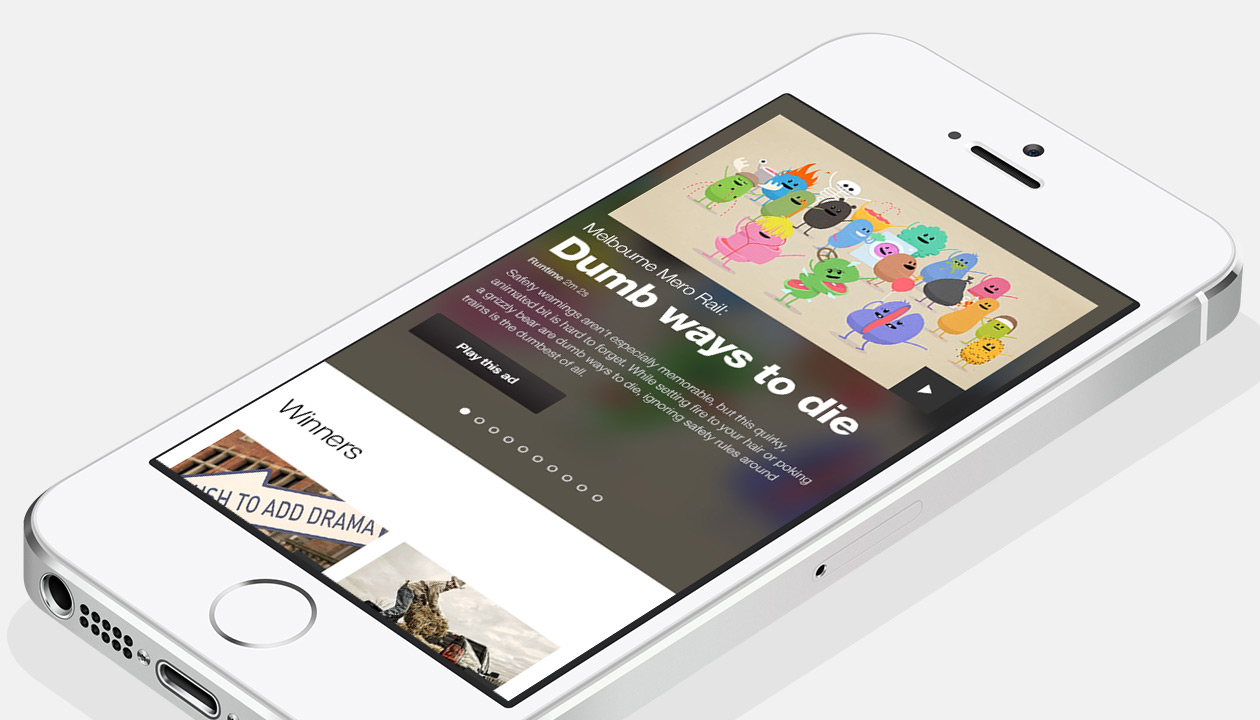 Melbourne Mero Rail:
Dumb ways to die
Runtime 2m 2s
Safety warnings aren't especially memorable, but this quirky,
animated bit is hard to forget. While setting fire to your hair or poking
a grizzly bear are dumb ways to die, ignoring safety rules around
trains is the dumbest of all.
Play this ad
Winners
TO ADD DRAMA